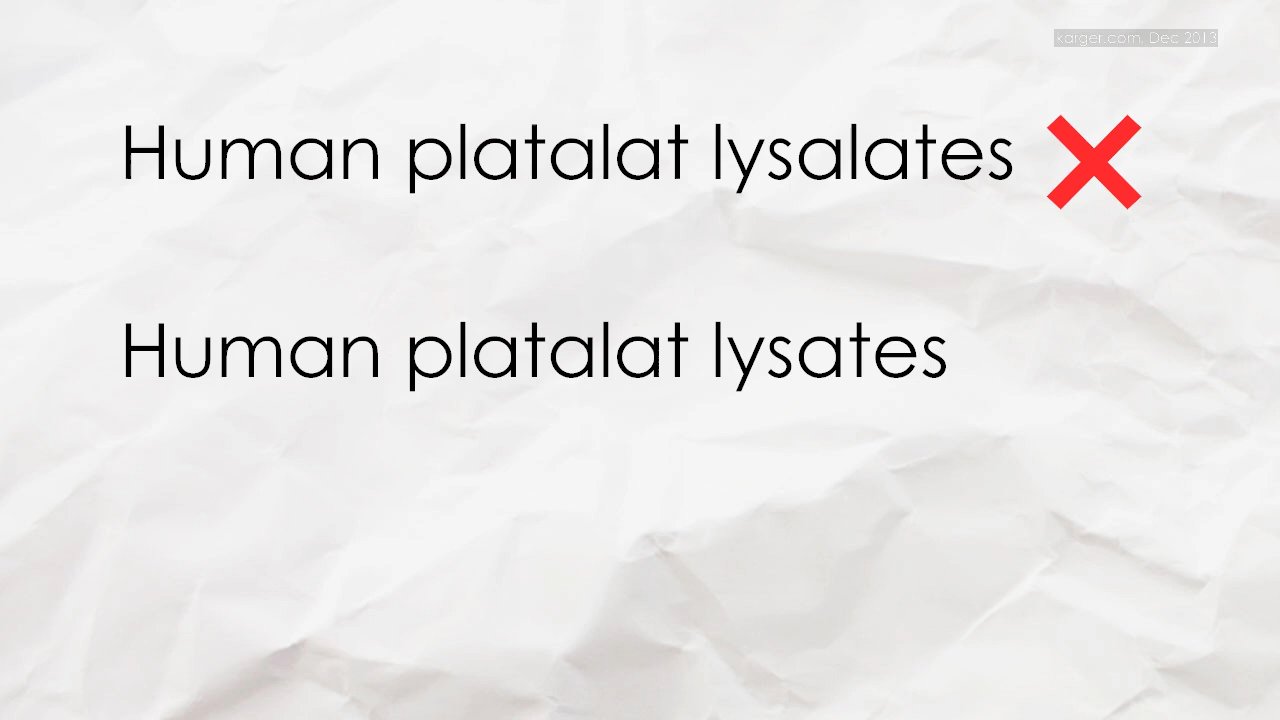 karger.com, Dec 2013
Human platalat lysalates
Human platalat lysates